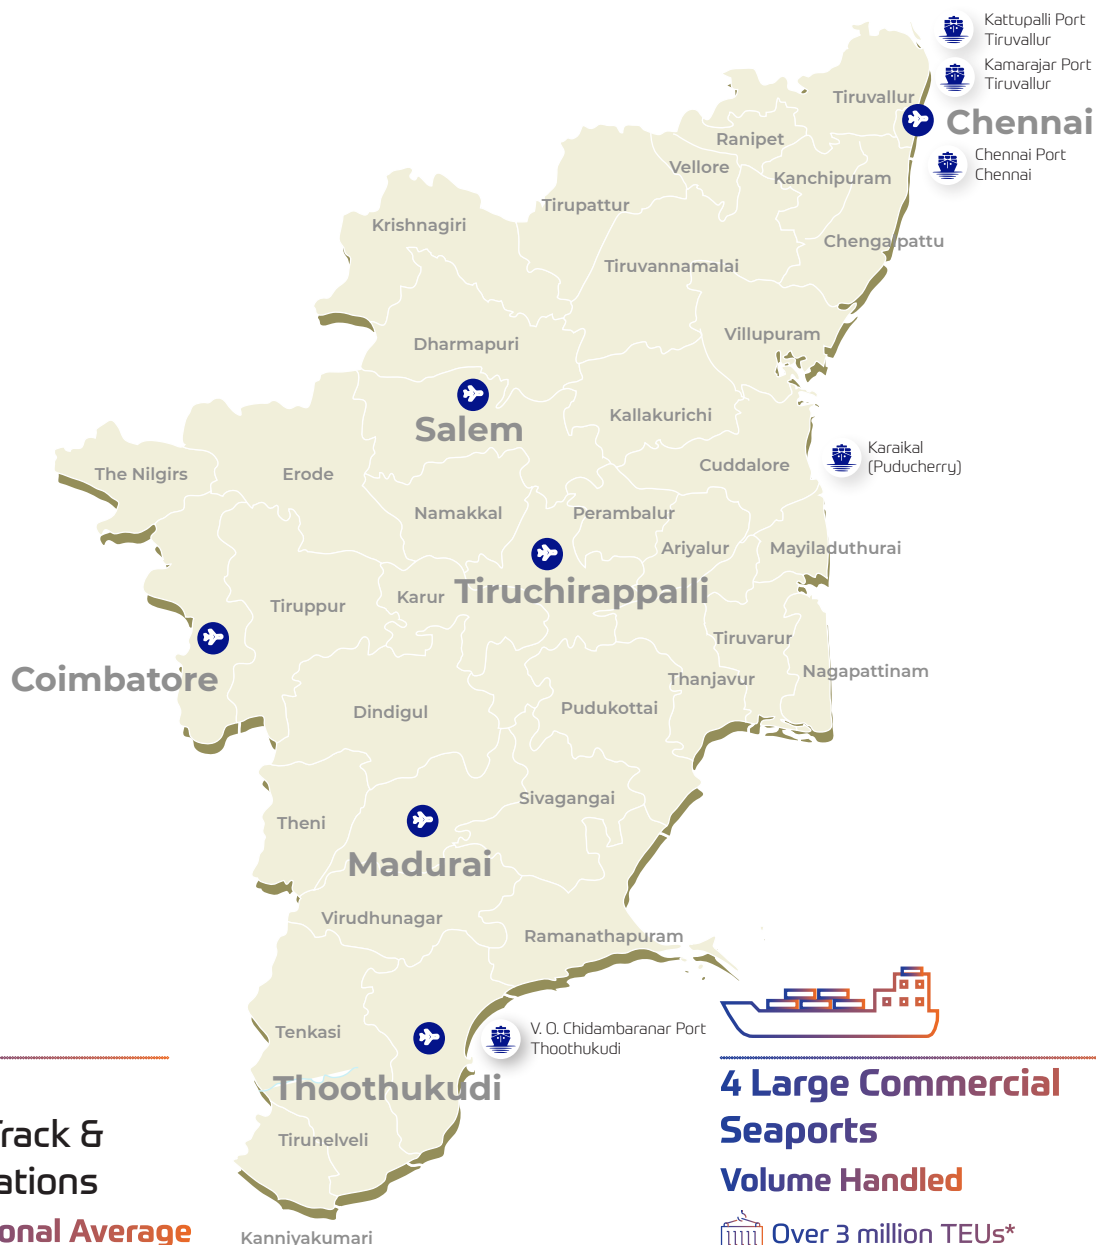 Kattupalli Port
Tiruvallur
Kamarajar Port
Tiruvallur
Tiruvallur
Chennai
Ranipet
Chennai Port
Chennai
Vellore
Kanchipuram
Tirupattur
Krishnagiri
Chengalpattu
Tiruvannamalai
Villupuram
Dharmapuri
Kallakurichi
Salem
Karaikal
(Puducherry)
Cuddalore
The Nilgirs
Erode
Namakkal
Perambalur
Ariyalur
Mayiladuthurai
Karur
Tiruchirappalli
Tiruppur
Tiruvarur
Coimbatore
Thanjavur
Nagapattinam
Dindigul
Pudukottai
Sivagangai
Theni
Madurai
Virudhunagar
Ramanathapuram
Tenkasi
V. O. Chidambaranar Port
Thoothukudi
Thoothukudi
Tirunelveli
Kanniyakumari
rack &
ations
onal Average
4 Large Commercial
Seaports
Volume Handled
Over 3 million TEUs*